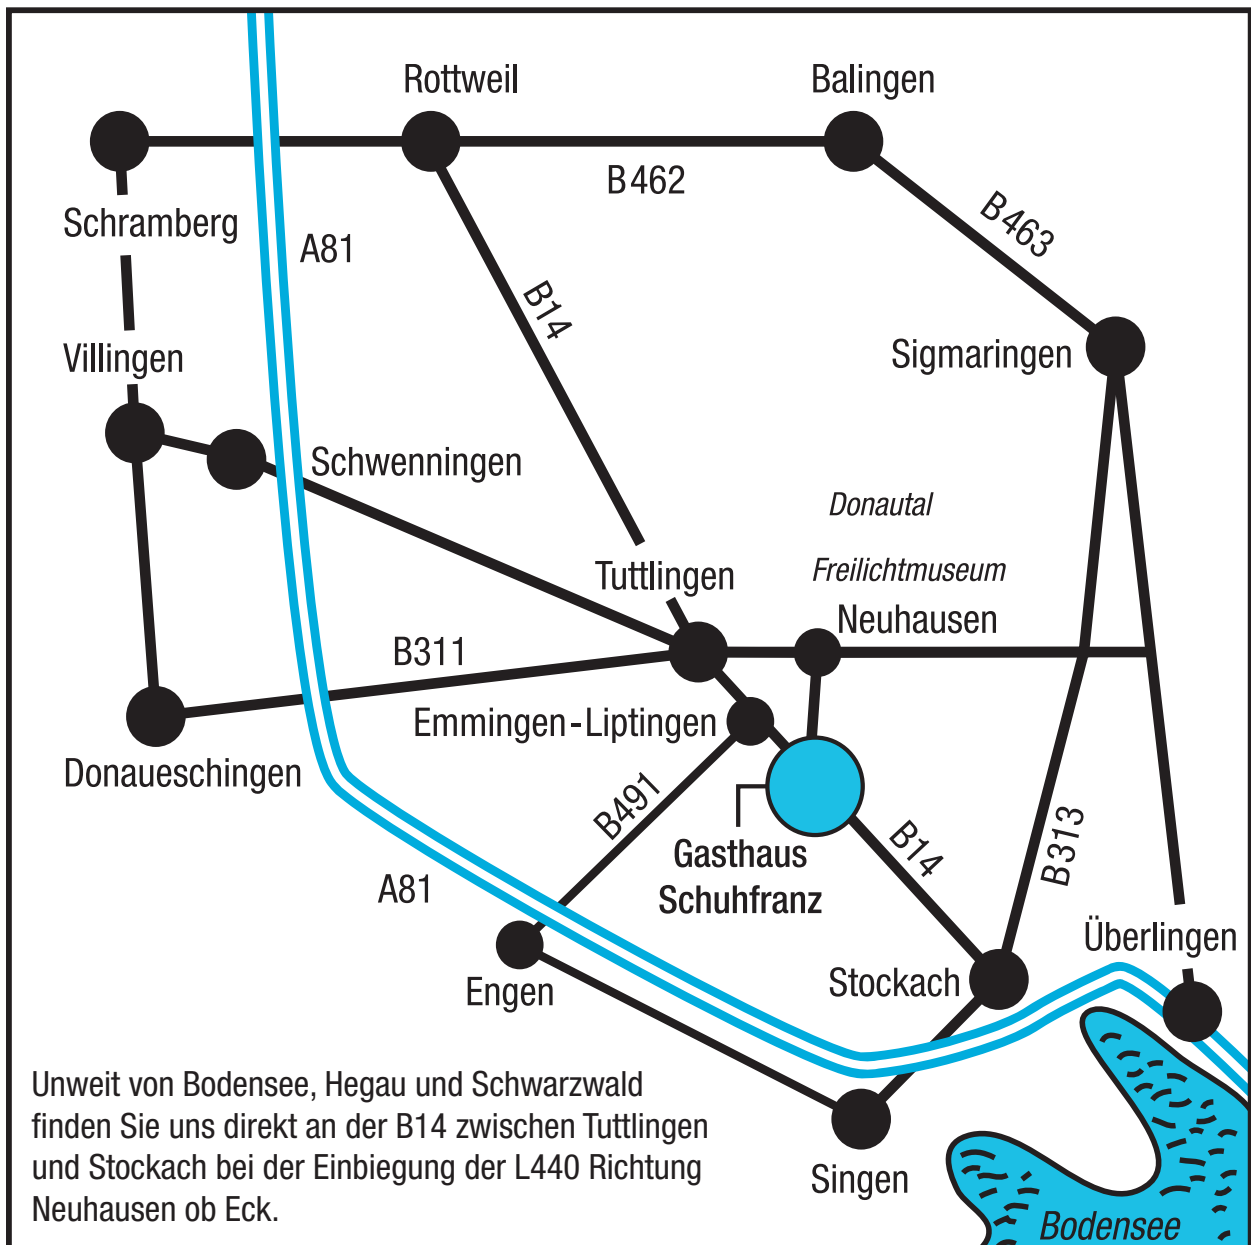 Rottweil
Balingen
B462
Schramberg
A81
B463
B14
Villingen
Sigmaringen
Schwenningen
Donautal
Freilichtmuseum
Tuttlingen
Neuhausen
B311
Emmingen-Liptingen
Donaueschingen
B491
B14
B313
Gasthaus
Schuhfranz
A81
Überlingen
Stockach
Engen
Unweit von Bodensee, Hegau und Schwarzwald
finden Sie uns direkt an der B14 zwischen Tuttlingen
und Stockach bei der Einbiegung der L440 Richtung
Neuhausen ob Eck.
Singen
Bodensee